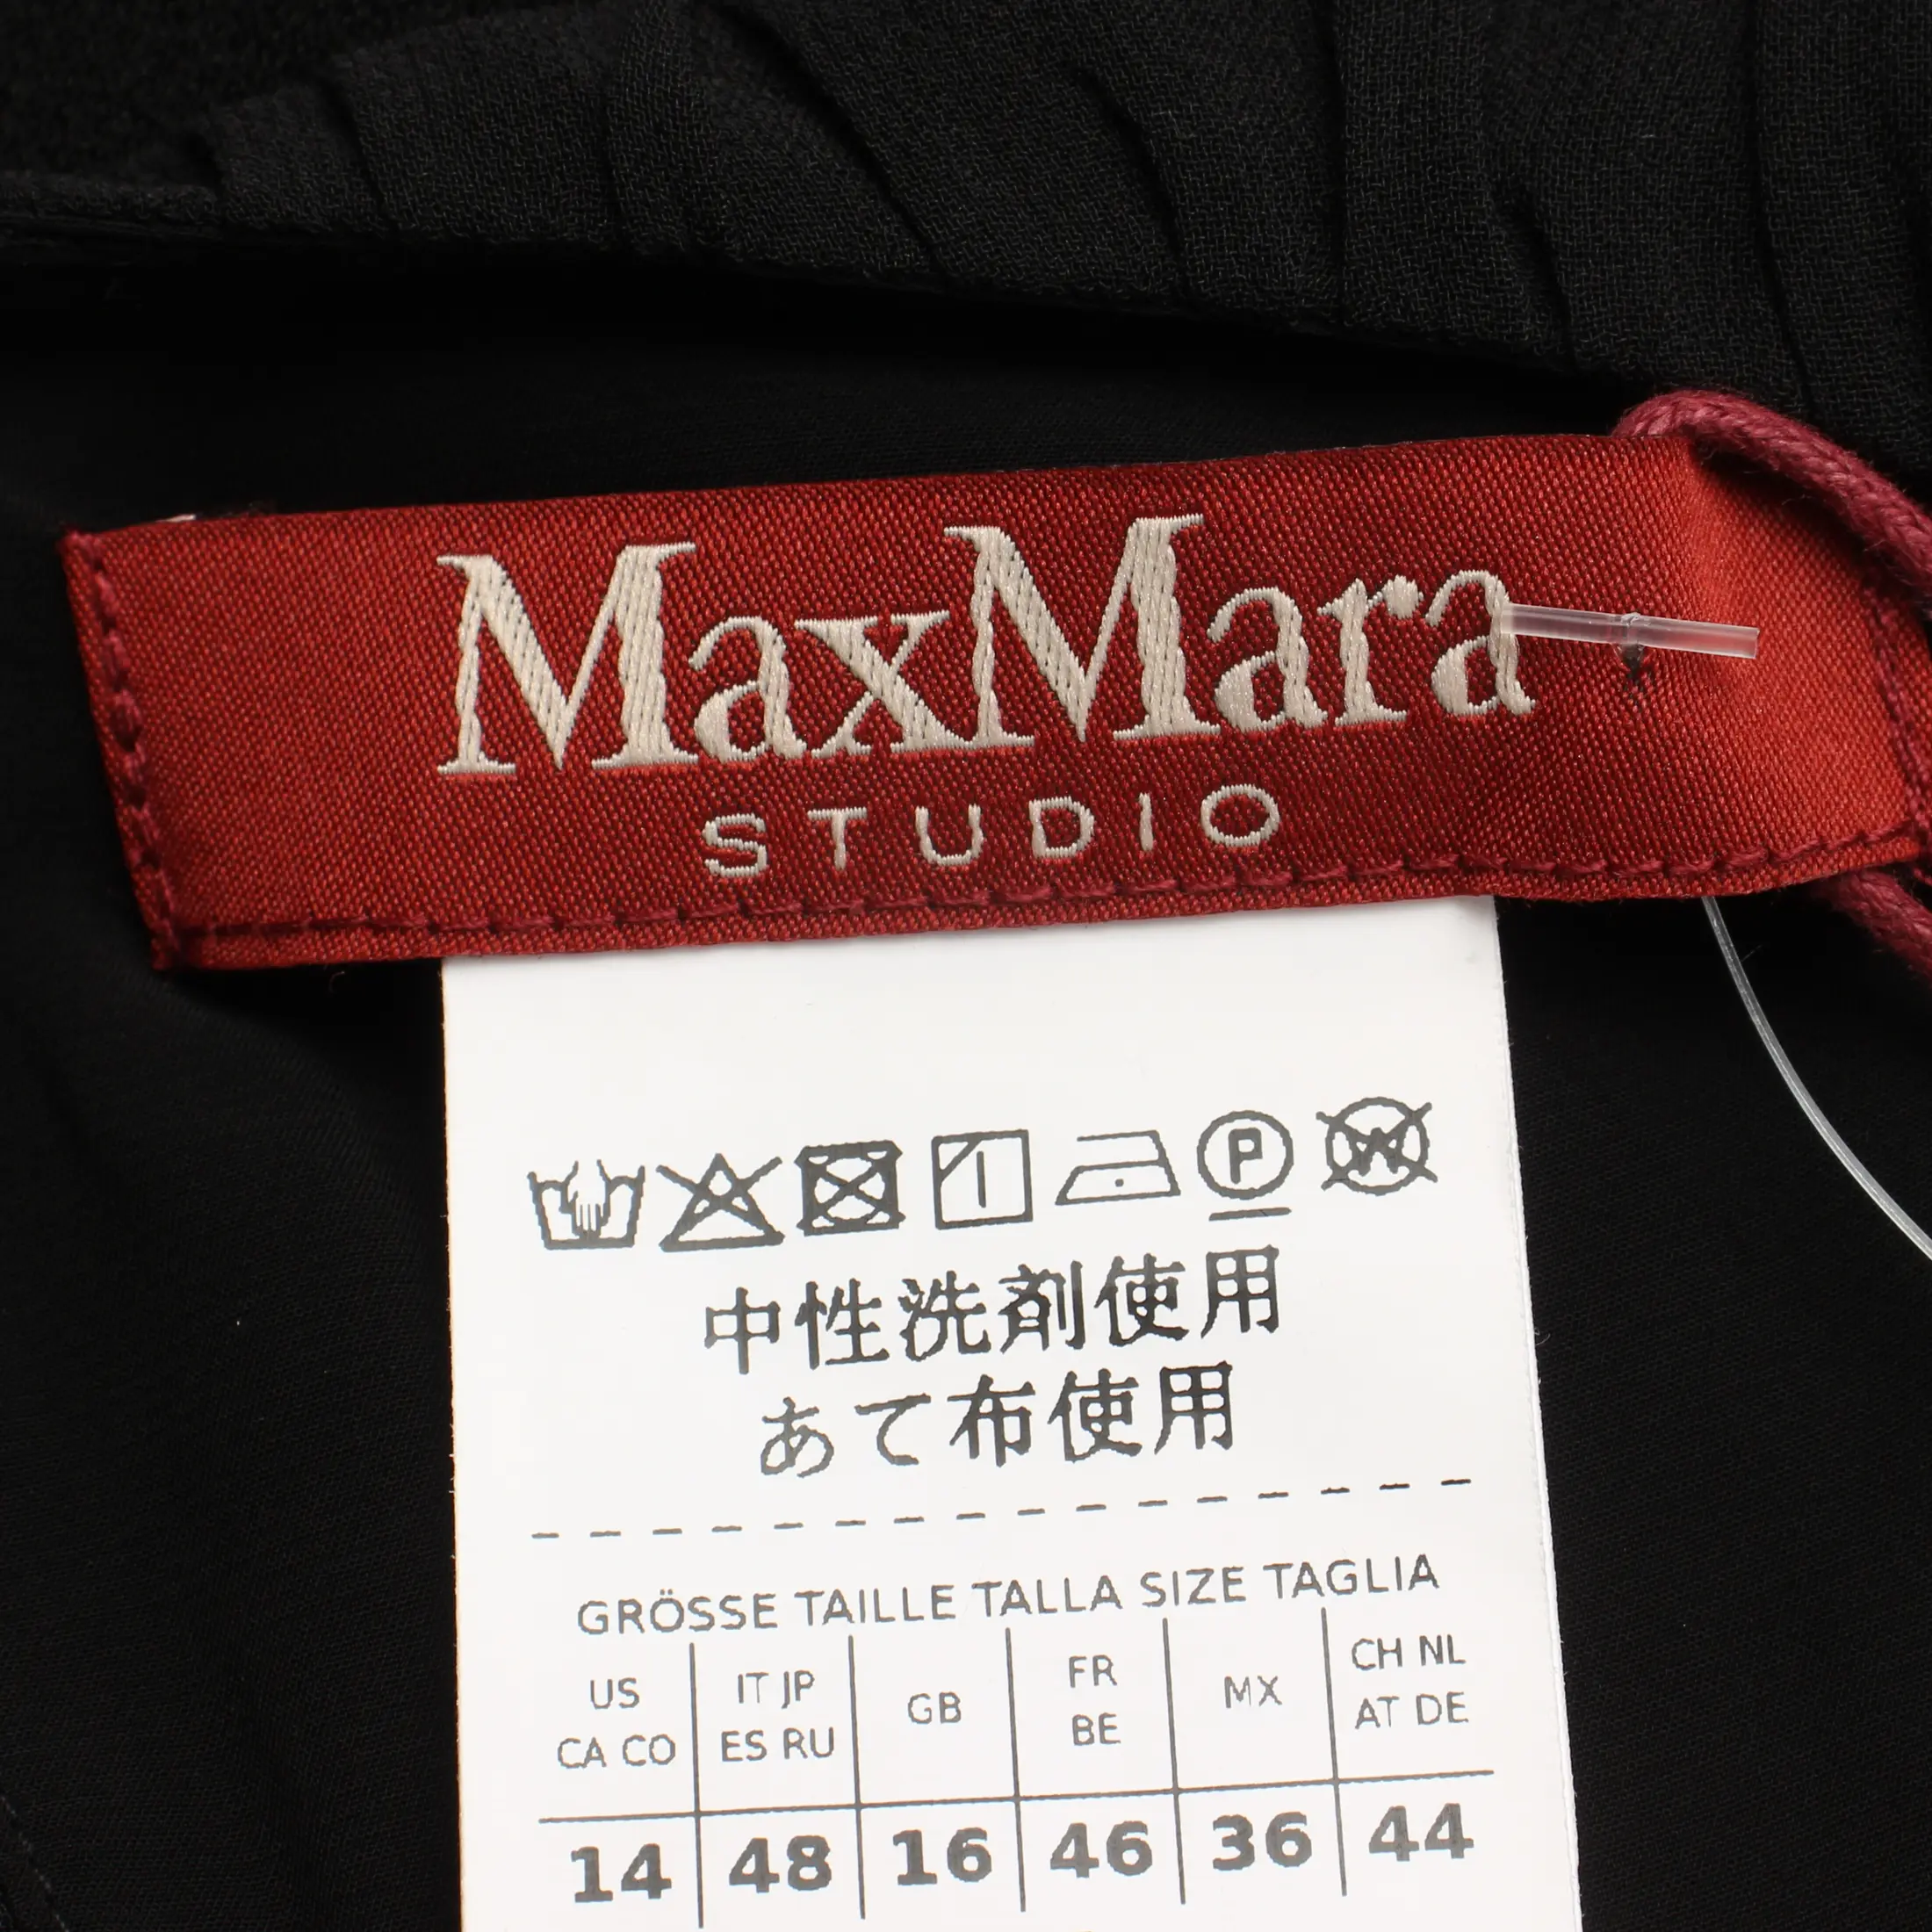 MaxMara
STUDIO
P W
中性洗剤使用
あて布使用
GRÖSSE TAILLE TALLA SIZE TAGLIA
US CA CO
IT JP ES RU
GB
FR BE
MX
CH NL AT DE
14 48 16 46 36 44